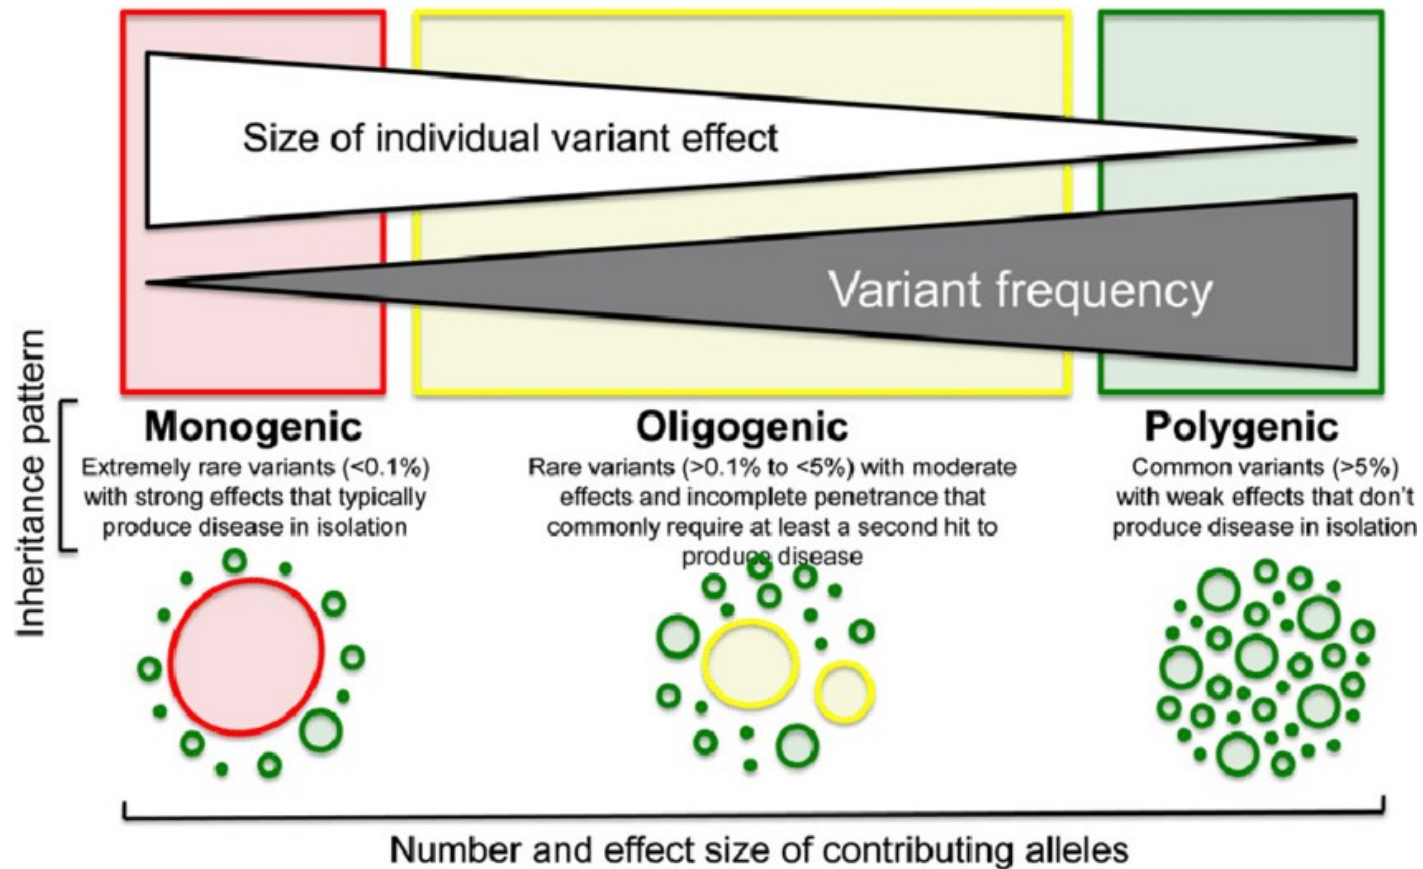 Size of individual variant effect
Variant frequency
Inheritance pattern
Monogenic
Extremely rare variants (<0.1%)
with strong effects that typically
produce disease in isolation
Oligogenic
Rare variants (>0.1% to <5%) with moderate
effects and incomplete penetrance that
commonly require at least a second hit to
produce disease
Polygenic
Common variants (>5%)
with weak effects that don't
produce disease in isolation
Number and effect size of contributing alleles